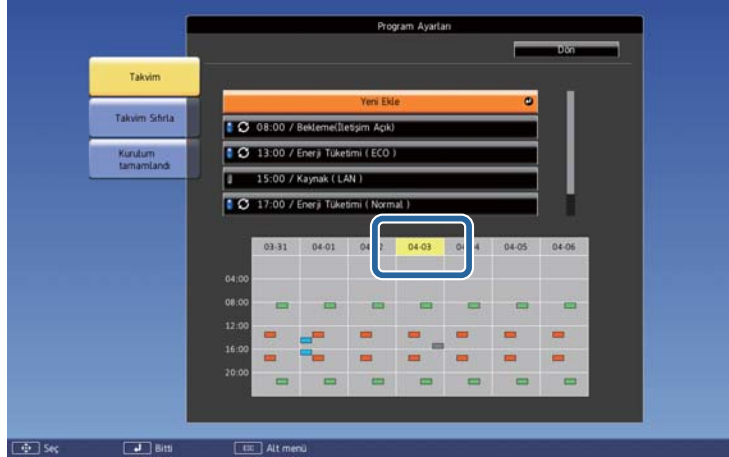 Program Ayarları
Dön
Takvim
Takvim Sıfırla
Kurulum
tamamlandı
Yeni Ekle
08:00 / Bekleme(İletişim Açık)
13:00 / Enerji Tüketimi ( ECO )
15:00 / Kaynak ( LAN )
17:00 / Enerji Tüketimi ( Normal )
03-31 04-01 04-03 04-05 04-06
04:00
08:00
12:00
16:00
20:00
Seç Bitti ESC Alt menü